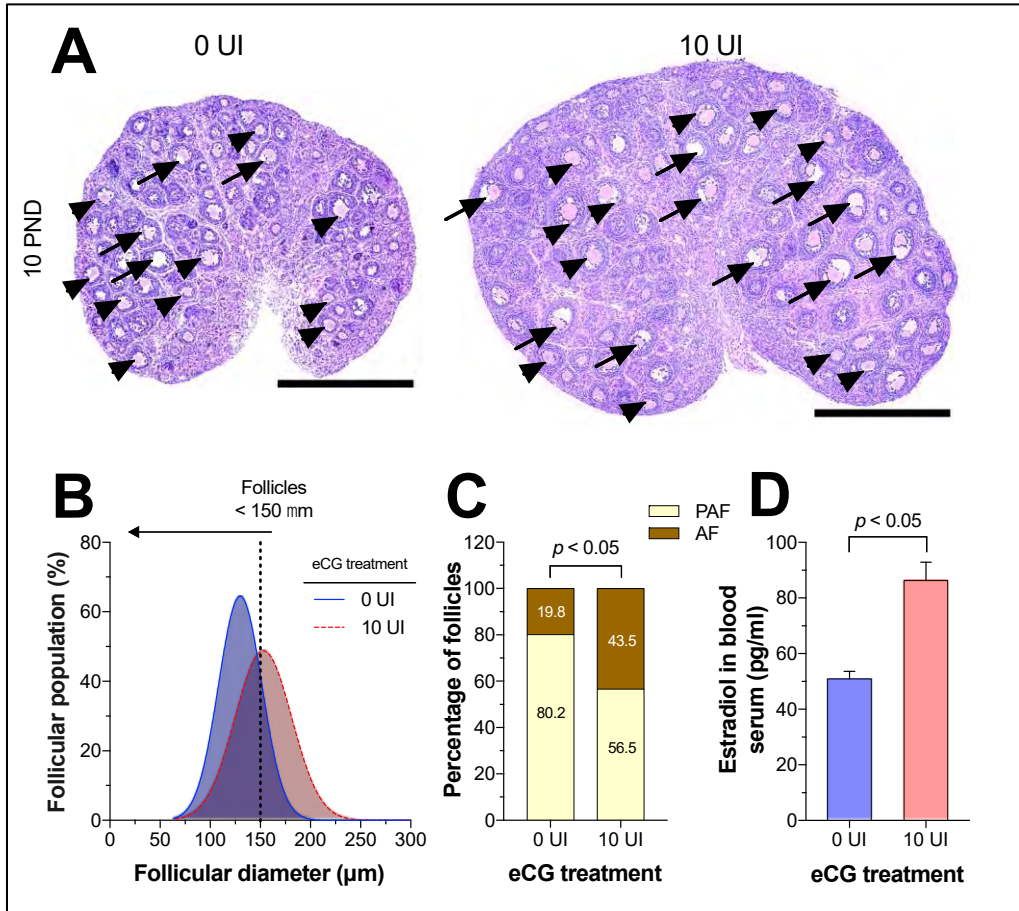 A
0 UI
10 UI
10 PND
B
Follicles
< 150 mm
Follicular population (%)
80
60
40
20
0
eCG treatment
0 UI
10 UI
0
50
100
150
200
250
300
Follicular diameter (µm)
C
PAF
AF
p < 0.05
Percentage of follicles
120
100
80
60
40
20
0
19.8
43.5
80.2
56.5
0 UI
10 UI
eCG treatment
D
p < 0.05
Estradiol in blood
serum (pg/ml)
100
80
60
40
20
0
0 UI
10 UI
eCG treatment